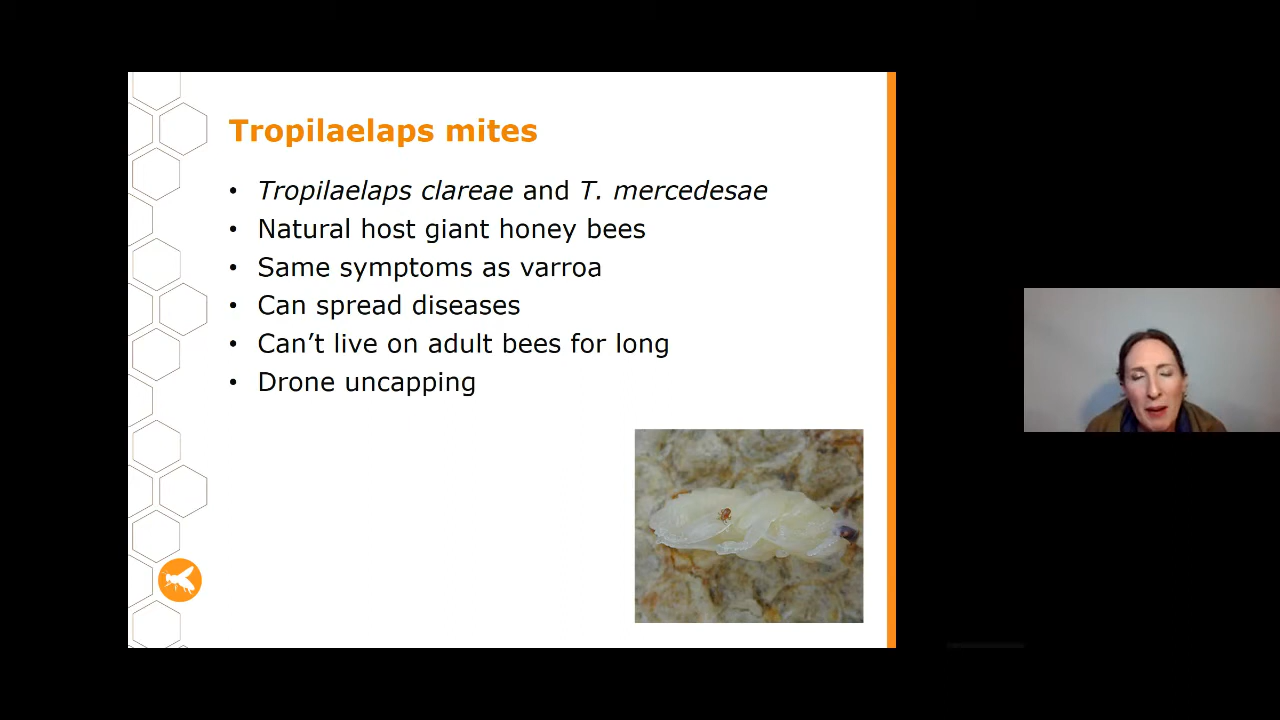 Tropilaelaps mites
• Tropilaelaps clareae and T. mercedesae
• Natural host giant honey bees
• Same symptoms as varroa
• Can spread diseases
• Can’t live on adult bees for long
• Drone uncapping